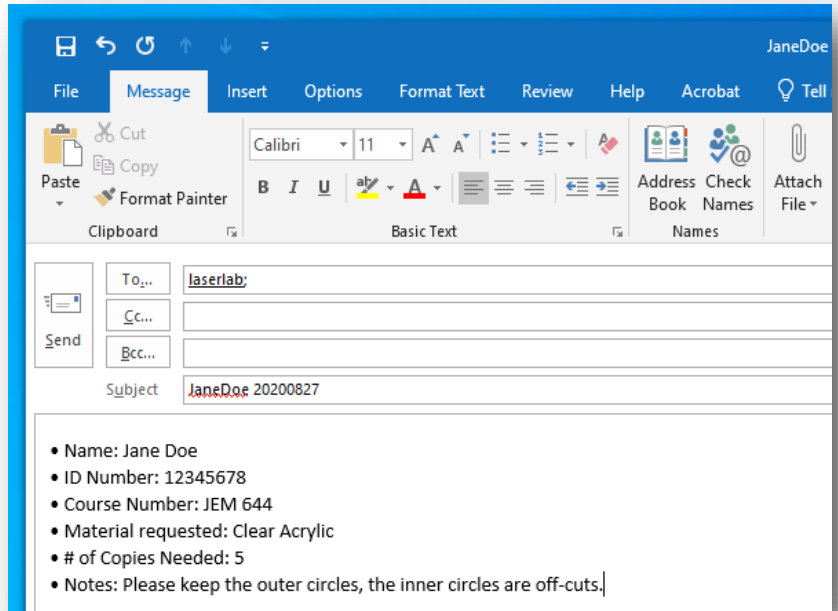 JaneDoe
File Message Insert Options Format Text Review Help Acrobat Tell
Cut
Copy
Paste
Format Painter
Clipboard
Calibri 11
B I U
Basic Text
Address Book
Check Names
Names
Attach File
To...
laserlab;
Cc...
Send
Bcc...
Subject
JaneDoe 20200827
• Name: Jane Doe
• ID Number: 12345678
• Course Number: JEM 644
• Material requested: Clear Acrylic
• # of Copies Needed: 5
• Notes: Please keep the outer circles, the inner circles are off-cuts.